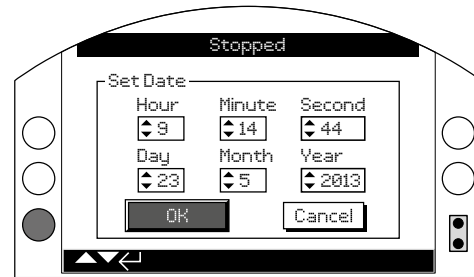 Stopped
Set Date
Hour Minute Second
9 14 44
Day Month Year
23 5 2013
OK Cancel